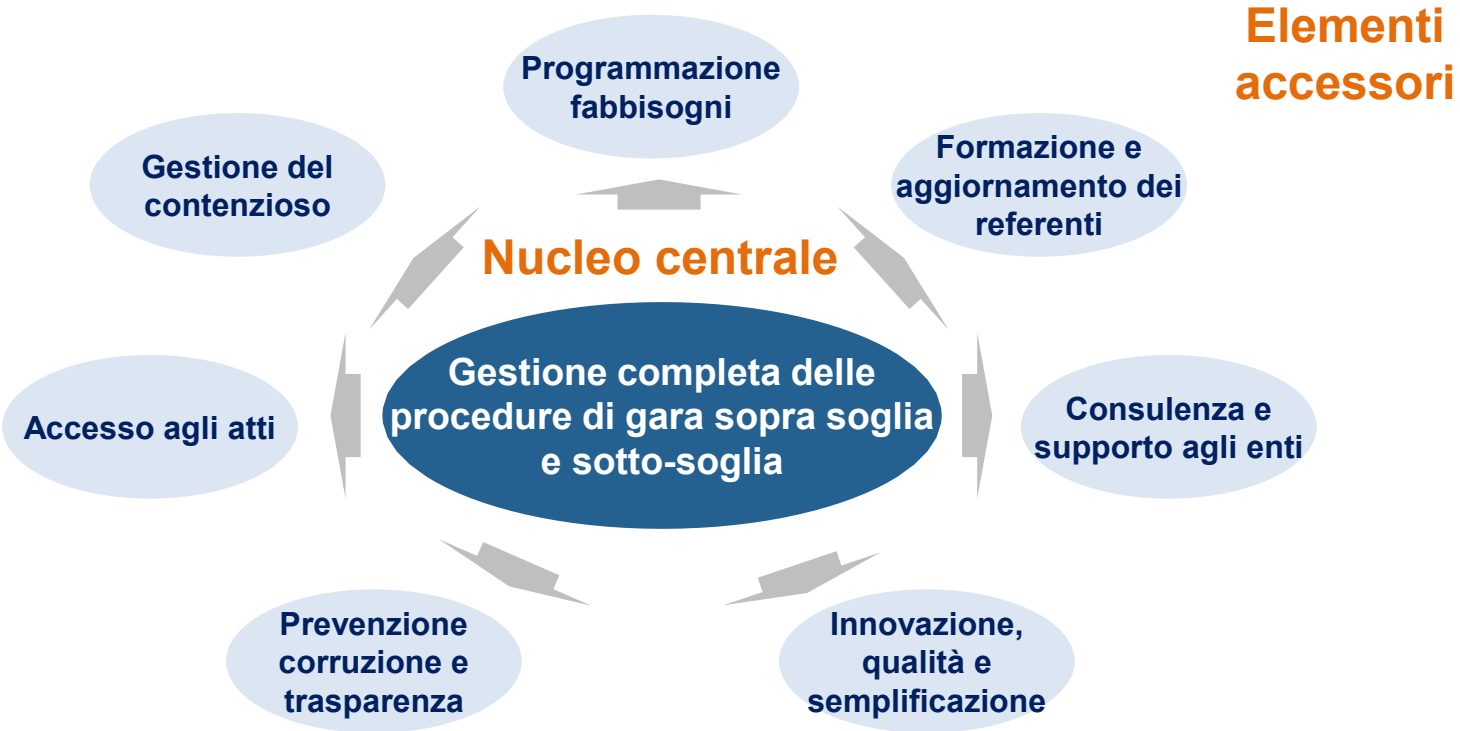 Elementi
accessori
Programmazione
fabbisogni
Gestione del
contenzioso
Formazione e
aggiornamento dei
referenti
Nucleo centrale
Gestione completa delle
procedure di gara sopra soglia
e sotto-soglia
Accesso agli atti
Consulenza e
supporto agli enti
Prevenzione
corruzione e
trasparenza
Innovazione,
qualità e
semplificazione